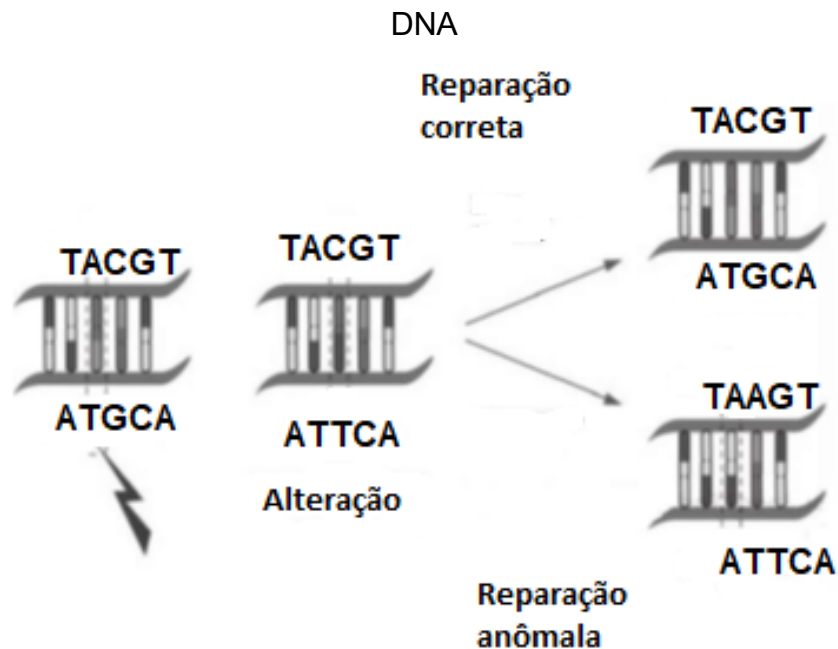 DNA
Reparação
correta
TACGT
ATGCA
TACGT
ATGCA
TACGT
ATTCA
Alteração
TAAGT
ATTCA
Reparação
anômala